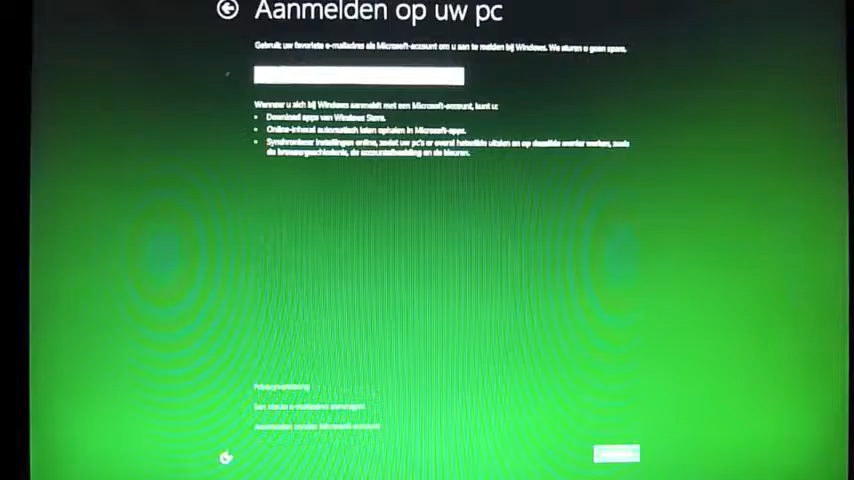 Aanmelden op uw pc
Gebruik uw favoriete e-mailadres als Microsoft-account om u aan te melden bij Windows. We sturen u geen spam.
Wanneer u zich bij Windows aanmeldt met een Microsoft-account, kunt u:
• Download apps van Windows Store.
• Online-inhoud automatisch laten ophalen in Microsoft-apps.
• Synchroniseer instellingen online, zodat uw pc's er overal hetzelfde uitzien en op dezelfde manier werken, zoals
de browsergeschiedenis, de accountafbeelding en de kleuren.
Privacyverklaring
Een nieuw e-mailadres aanvragen
Aanmelden zonder Microsoft-account